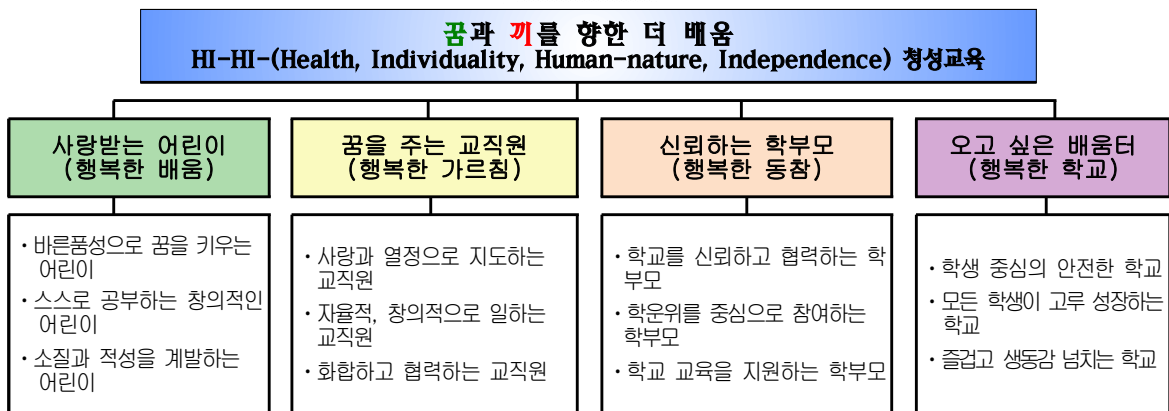 꿈과 끼를 향한 더 배움
HI-HI-(Health, Individuality, Human-nature, Independence) 청성교육
사랑받는 어린이
(행복한 배움)
꿈을 주는 교직원
(행복한 가르침)
신뢰하는 학부모
(행복한 동참)
오고 싶은 배움터
(행복한 학교)
· 바른품성으로 꿈을 키우는
어린이
· 스스로 공부하는 창의적인
어린이
· 소질과 적성을 계발하는
어린이
· 사랑과 열정으로 지도하는
교직원
· 자율적, 창의적으로 일하는
교직원
· 화합하고 협력하는 교직원
· 학교를 신뢰하고 협력하는 학
부모
· 학운위를 중심으로 참여하는
학부모
· 학교 교육을 지원하는 학부모
· 학생 중심의 안전한 학교
· 모든 학생이 고루 성장하는
학교
· 즐겁고 생동감 넘치는 학교